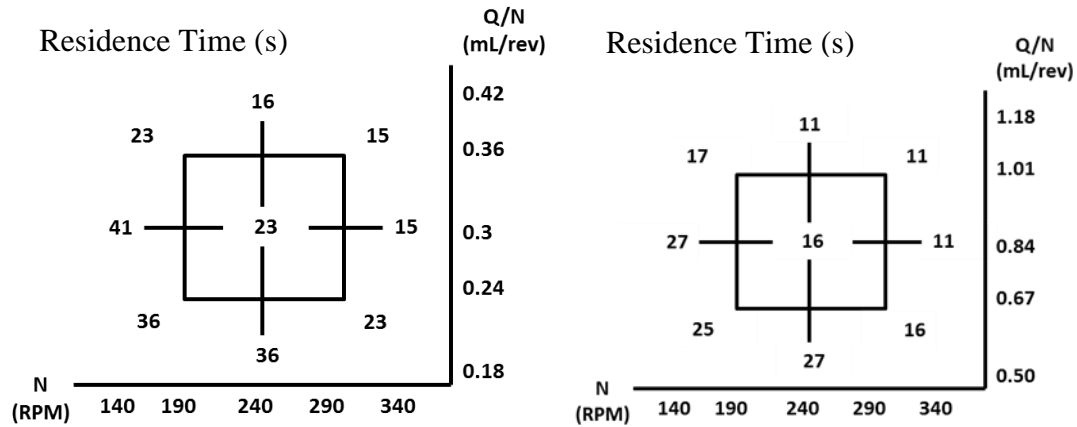 Residence Time (s)
Q/N
(mL/rev)
0.42
16
23
15
0.36
41
23
15
0.3
0.24
36
23
36
0.18
N
(RPM)
140 190 240 290 340
Residence Time (s)
Q/N
(mL/rev)
1.18
11
17
11
1.01
27
16
11
0.84
0.67
25
16
27
0.50
N
(RPM)
140 190 240 290 340